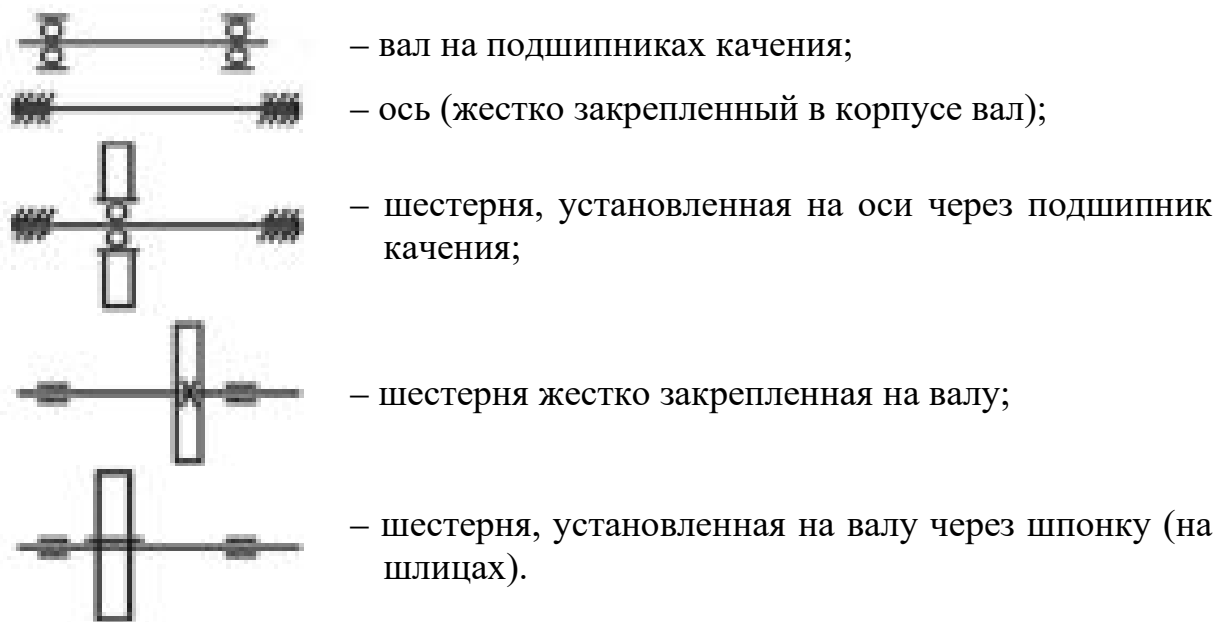 – вал на подшипниках качения;
– ось (жестко закрепленный в корпусе вал);
– шестерня, установленная на оси через подшипник
качения;
– шестерня жестко закрепленная на валу;
– шестерня, установленная на валу через шпонку (на
шлицах).